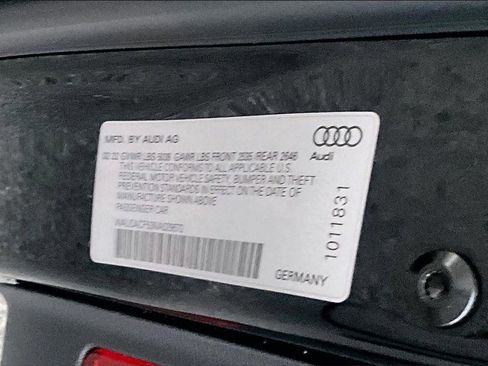 MFD. BY AUDI AG
02/22 GVWR LBS 5038 GAWR LBS FRONT 2535 REAR 2646
THIS VEHICLE CONFORMS TO ALL APPLICABLE U.S.
FEDERAL MOTOR VEHICLE SAFETY, BUMPER AND THEFT
PREVENTION STANDARDS IN EFFECT ON THE DATE OF
MANUFACTURE SHOWN ABOVE.
PASSENGER CAR
Audi
1011831
GERMANY